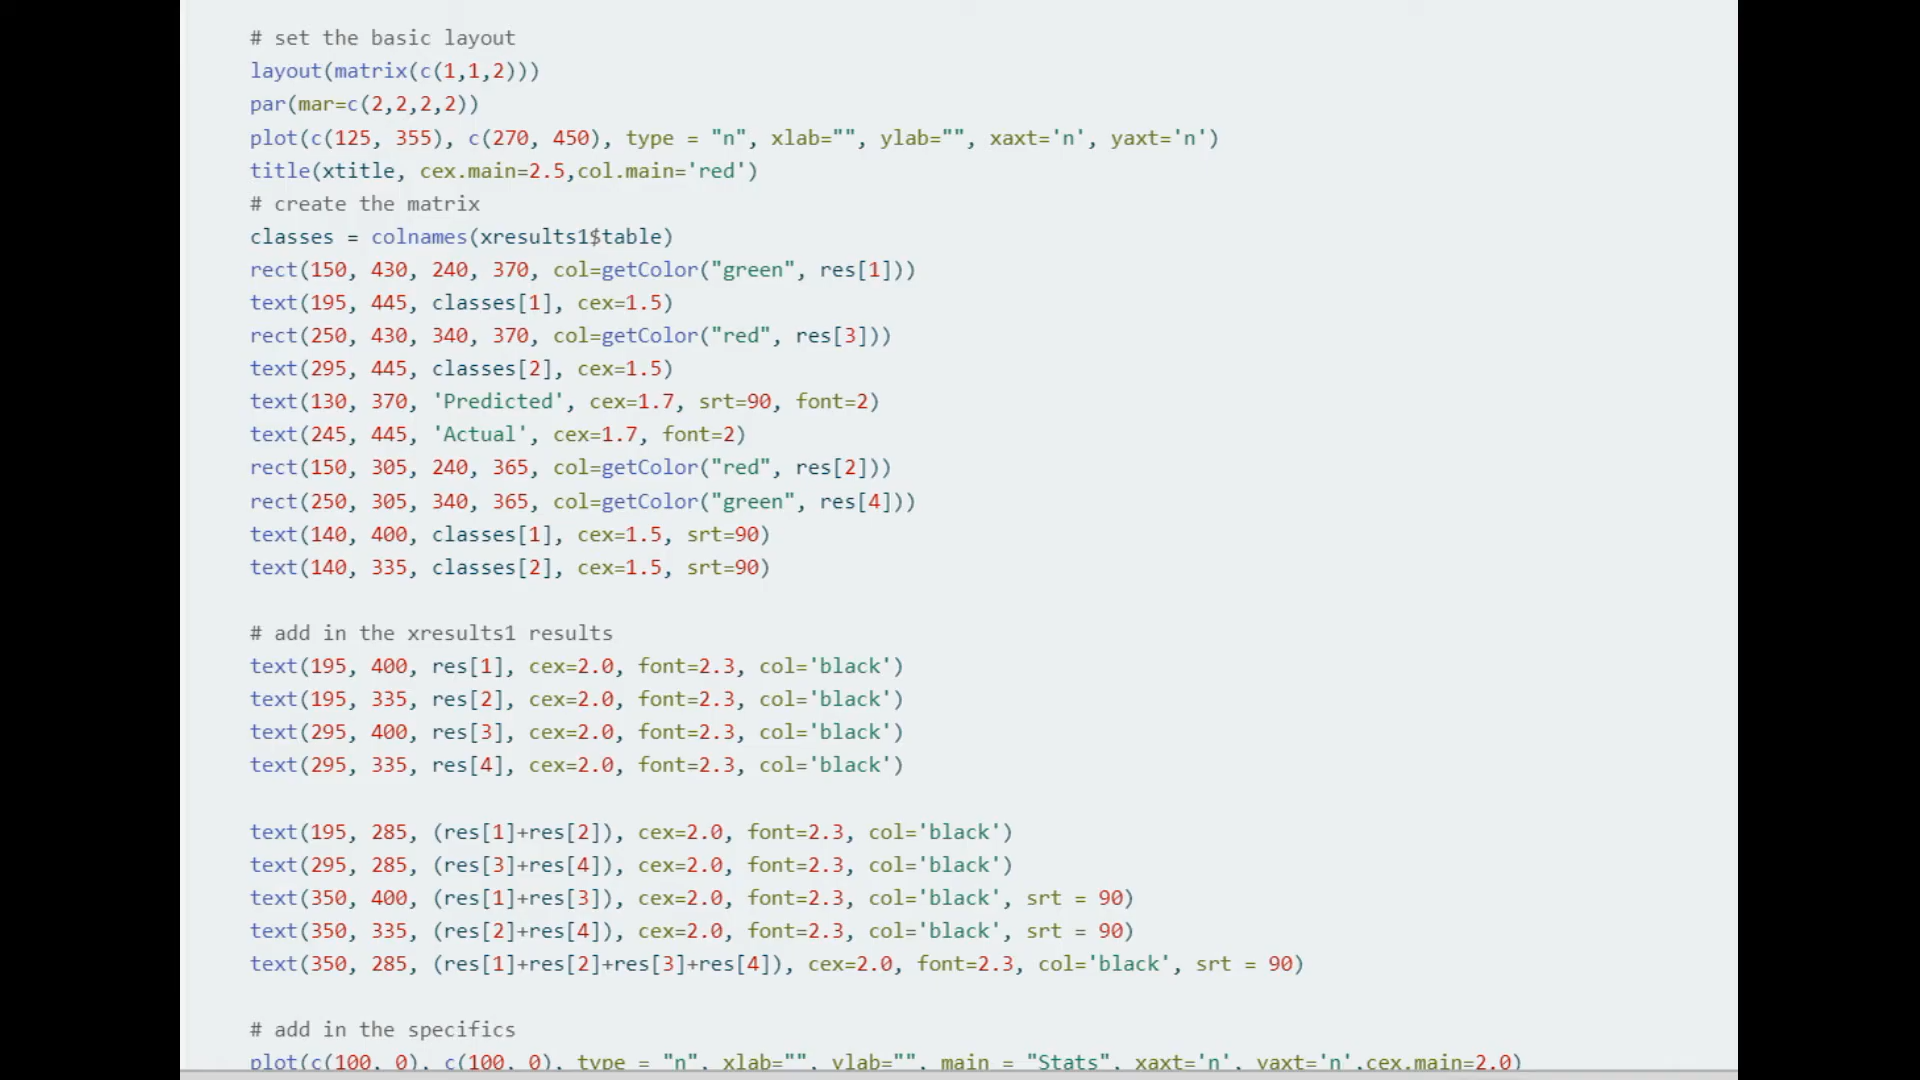 # set the basic layout
layout(matrix(c(1,1,2)))
par(mar=c(2,2,2,2))
plot(c(125, 355), c(270, 450), type = "n", xlab="", ylab="", xaxt='n', yaxt='n')
title(xtitle, cex.main=2.5,col.main='red')
# create the matrix
classes = colnames(xresults1$table)
rect(150, 430, 240, 370, col=getColor("green", res[1]))
text(195, 445, classes[1], cex=1.5)
rect(250, 430, 340, 370, col=getColor("red", res[3]))
text(295, 445, classes[2], cex=1.5)
text(130, 370, 'Predicted', cex=1.7, srt=90, font=2)
text(245, 445, 'Actual', cex=1.7, font=2)
rect(150, 305, 240, 365, col=getColor("red", res[2]))
rect(250, 305, 340, 365, col=getColor("green", res[4]))
text(140, 400, classes[1], cex=1.5, srt=90)
text(140, 335, classes[2], cex=1.5, srt=90)
# add in the xresults1 results
text(195, 400, res[1], cex=2.0, font=2.3, col='black')
text(195, 335, res[2], cex=2.0, font=2.3, col='black')
text(295, 400, res[3], cex=2.0, font=2.3, col='black')
text(295, 335, res[4], cex=2.0, font=2.3, col='black')
text(195, 285, (res[1]+res[2]), cex=2.0, font=2.3, col='black')
text(295, 285, (res[3]+res[4]), cex=2.0, font=2.3, col='black')
text(350, 400, (res[1]+res[3]), cex=2.0, font=2.3, col='black', srt = 90)
text(350, 335, (res[2]+res[4]), cex=2.0, font=2.3, col='black', srt = 90)
text(350, 285, (res[1]+res[2]+res[3]+res[4]), cex=2.0, font=2.3, col='black', srt = 90)
# add in the specifics
plot(c(100, 0), c(100, 0), type = "n", xlab="", ylab="", main = "Stats", xaxt='n', yaxt='n',cex.main=2.0)